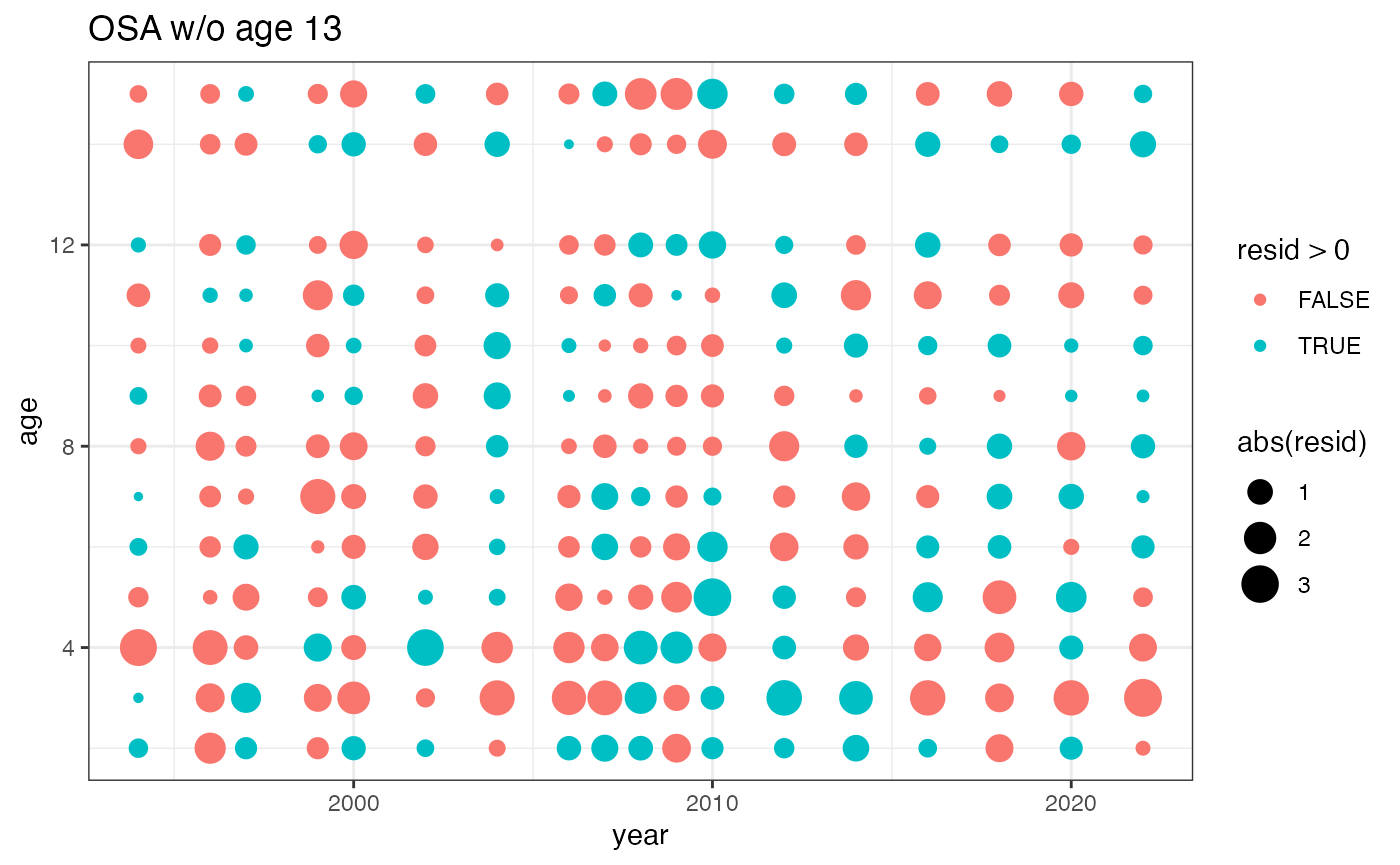 OSA w/o age 13
12
8
4
age
2000 2010 2020
year
resid > 0
FALSE
TRUE
abs(resid)
1
2
3